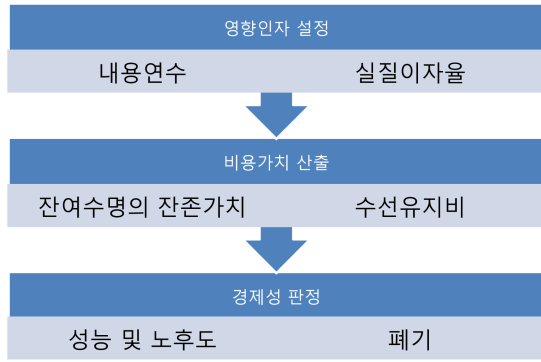 영향인자 설정
내용연수 실질이자율
비용가치 산출
잔여수명의 잔존가치 수선유지비
경제성 판정
성능 및 노후도 폐기